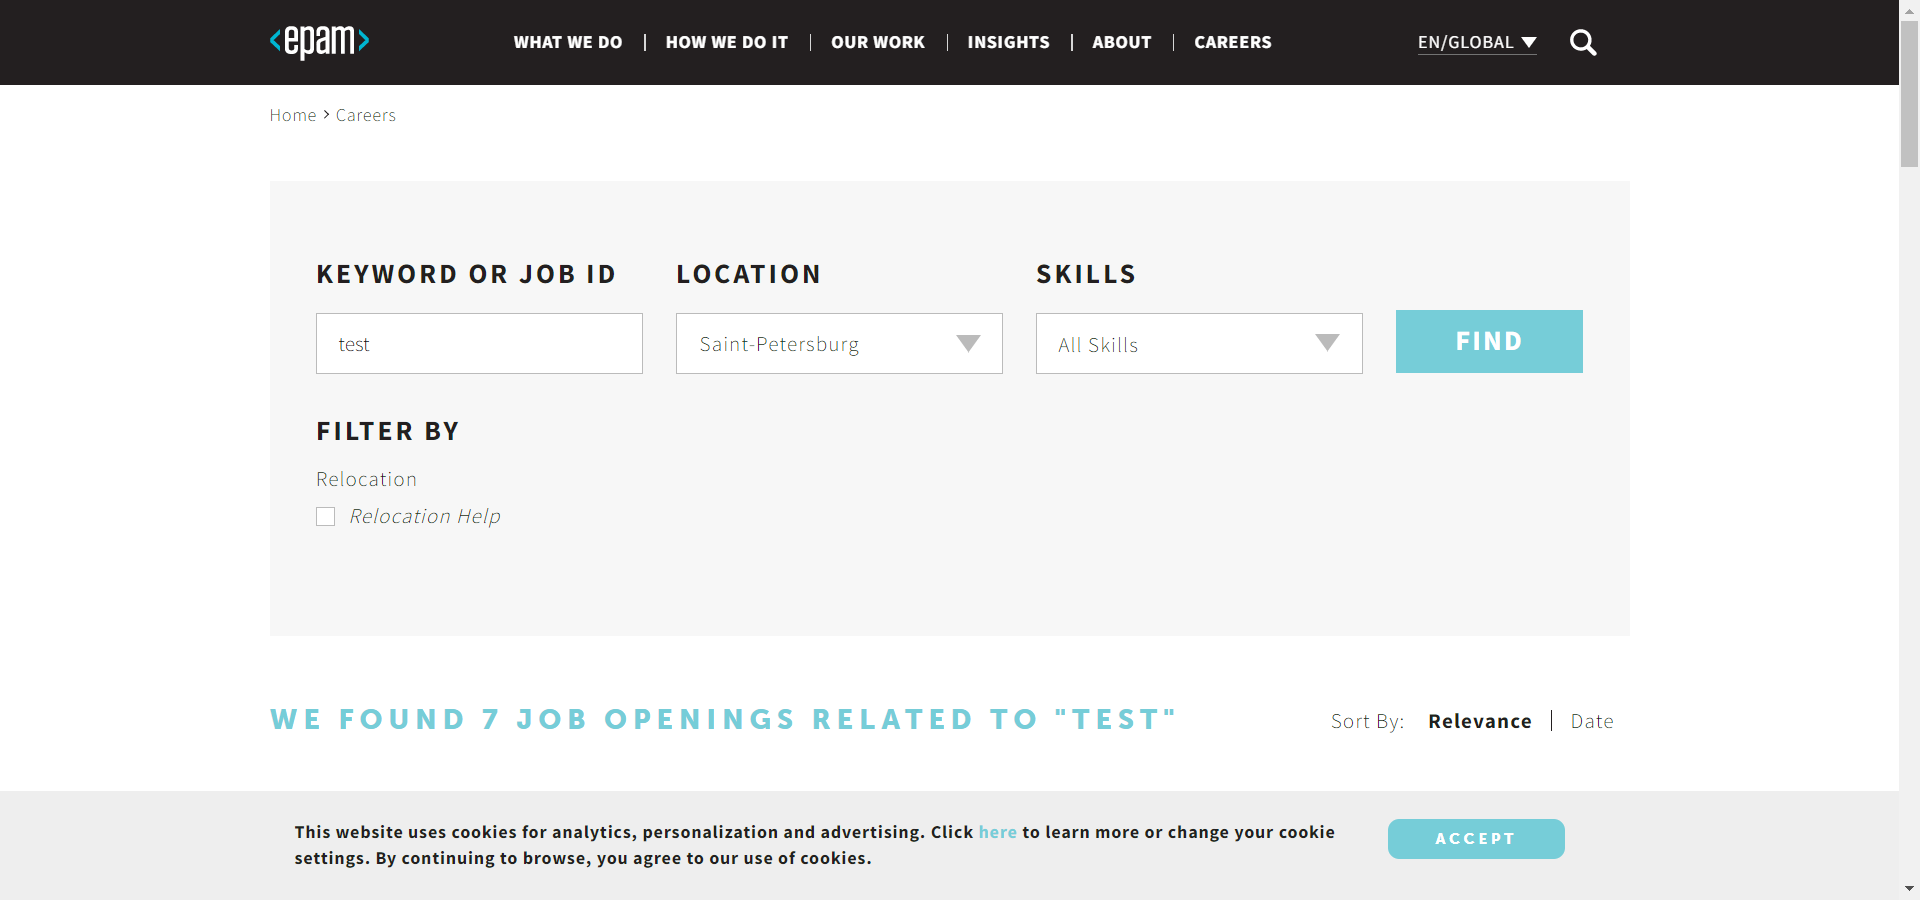 <epam>
WHAT WE DO | HOW WE DO IT | OUR WORK | INSIGHTS | ABOUT | CAREERS
EN/GLOBAL
Home > Careers
KEYWORD OR JOB ID
LOCATION
SKILLS
test
Saint-Petersburg
All Skills
FIND
FILTER BY
Relocation
Relocation Help
WE FOUND 7 JOB OPENINGS RELATED TO "TEST"
Sort By: Relevance | Date
This website uses cookies for analytics, personalization and advertising. Click here to learn more or change your cookie
settings. By continuing to browse, you agree to our use of cookies.
ACCEPT